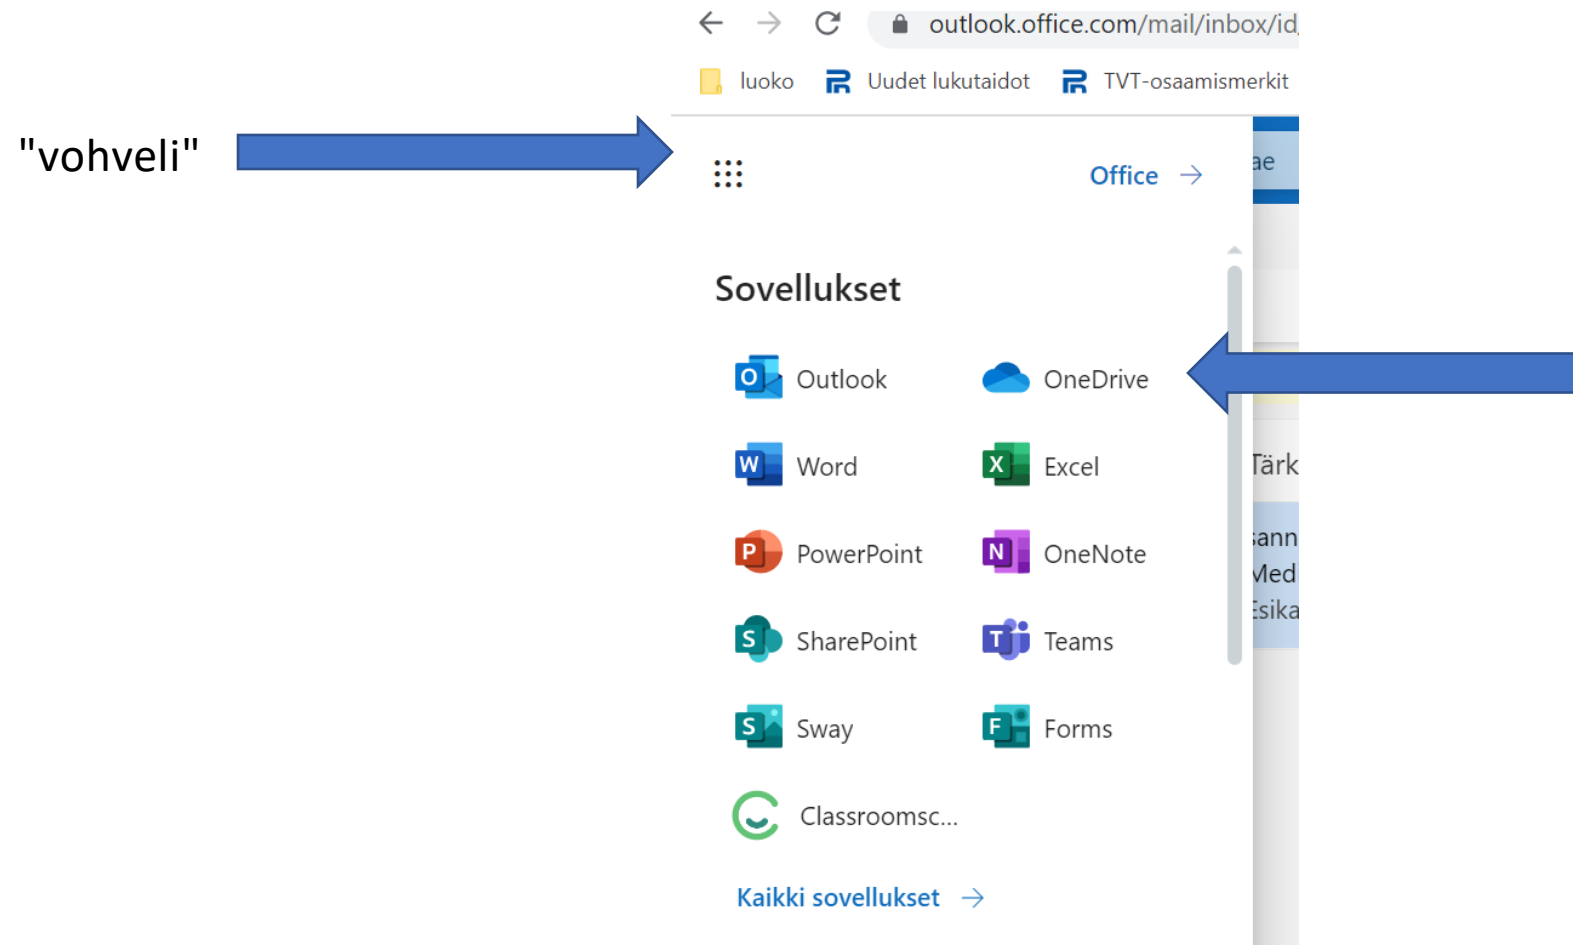 outlook.office.com/mail/inbox/id
luoko Uudet lukutaidot TVT-osaamismerkit
"vohveli"
Office
ae
Sovellukset
Outlook OneDrive
Word Excel
Tärk
PowerPoint OneNote
sann
Med
Esika
SharePoint Teams
Sway Forms
Classroomsc...
Kaikki sovellukset